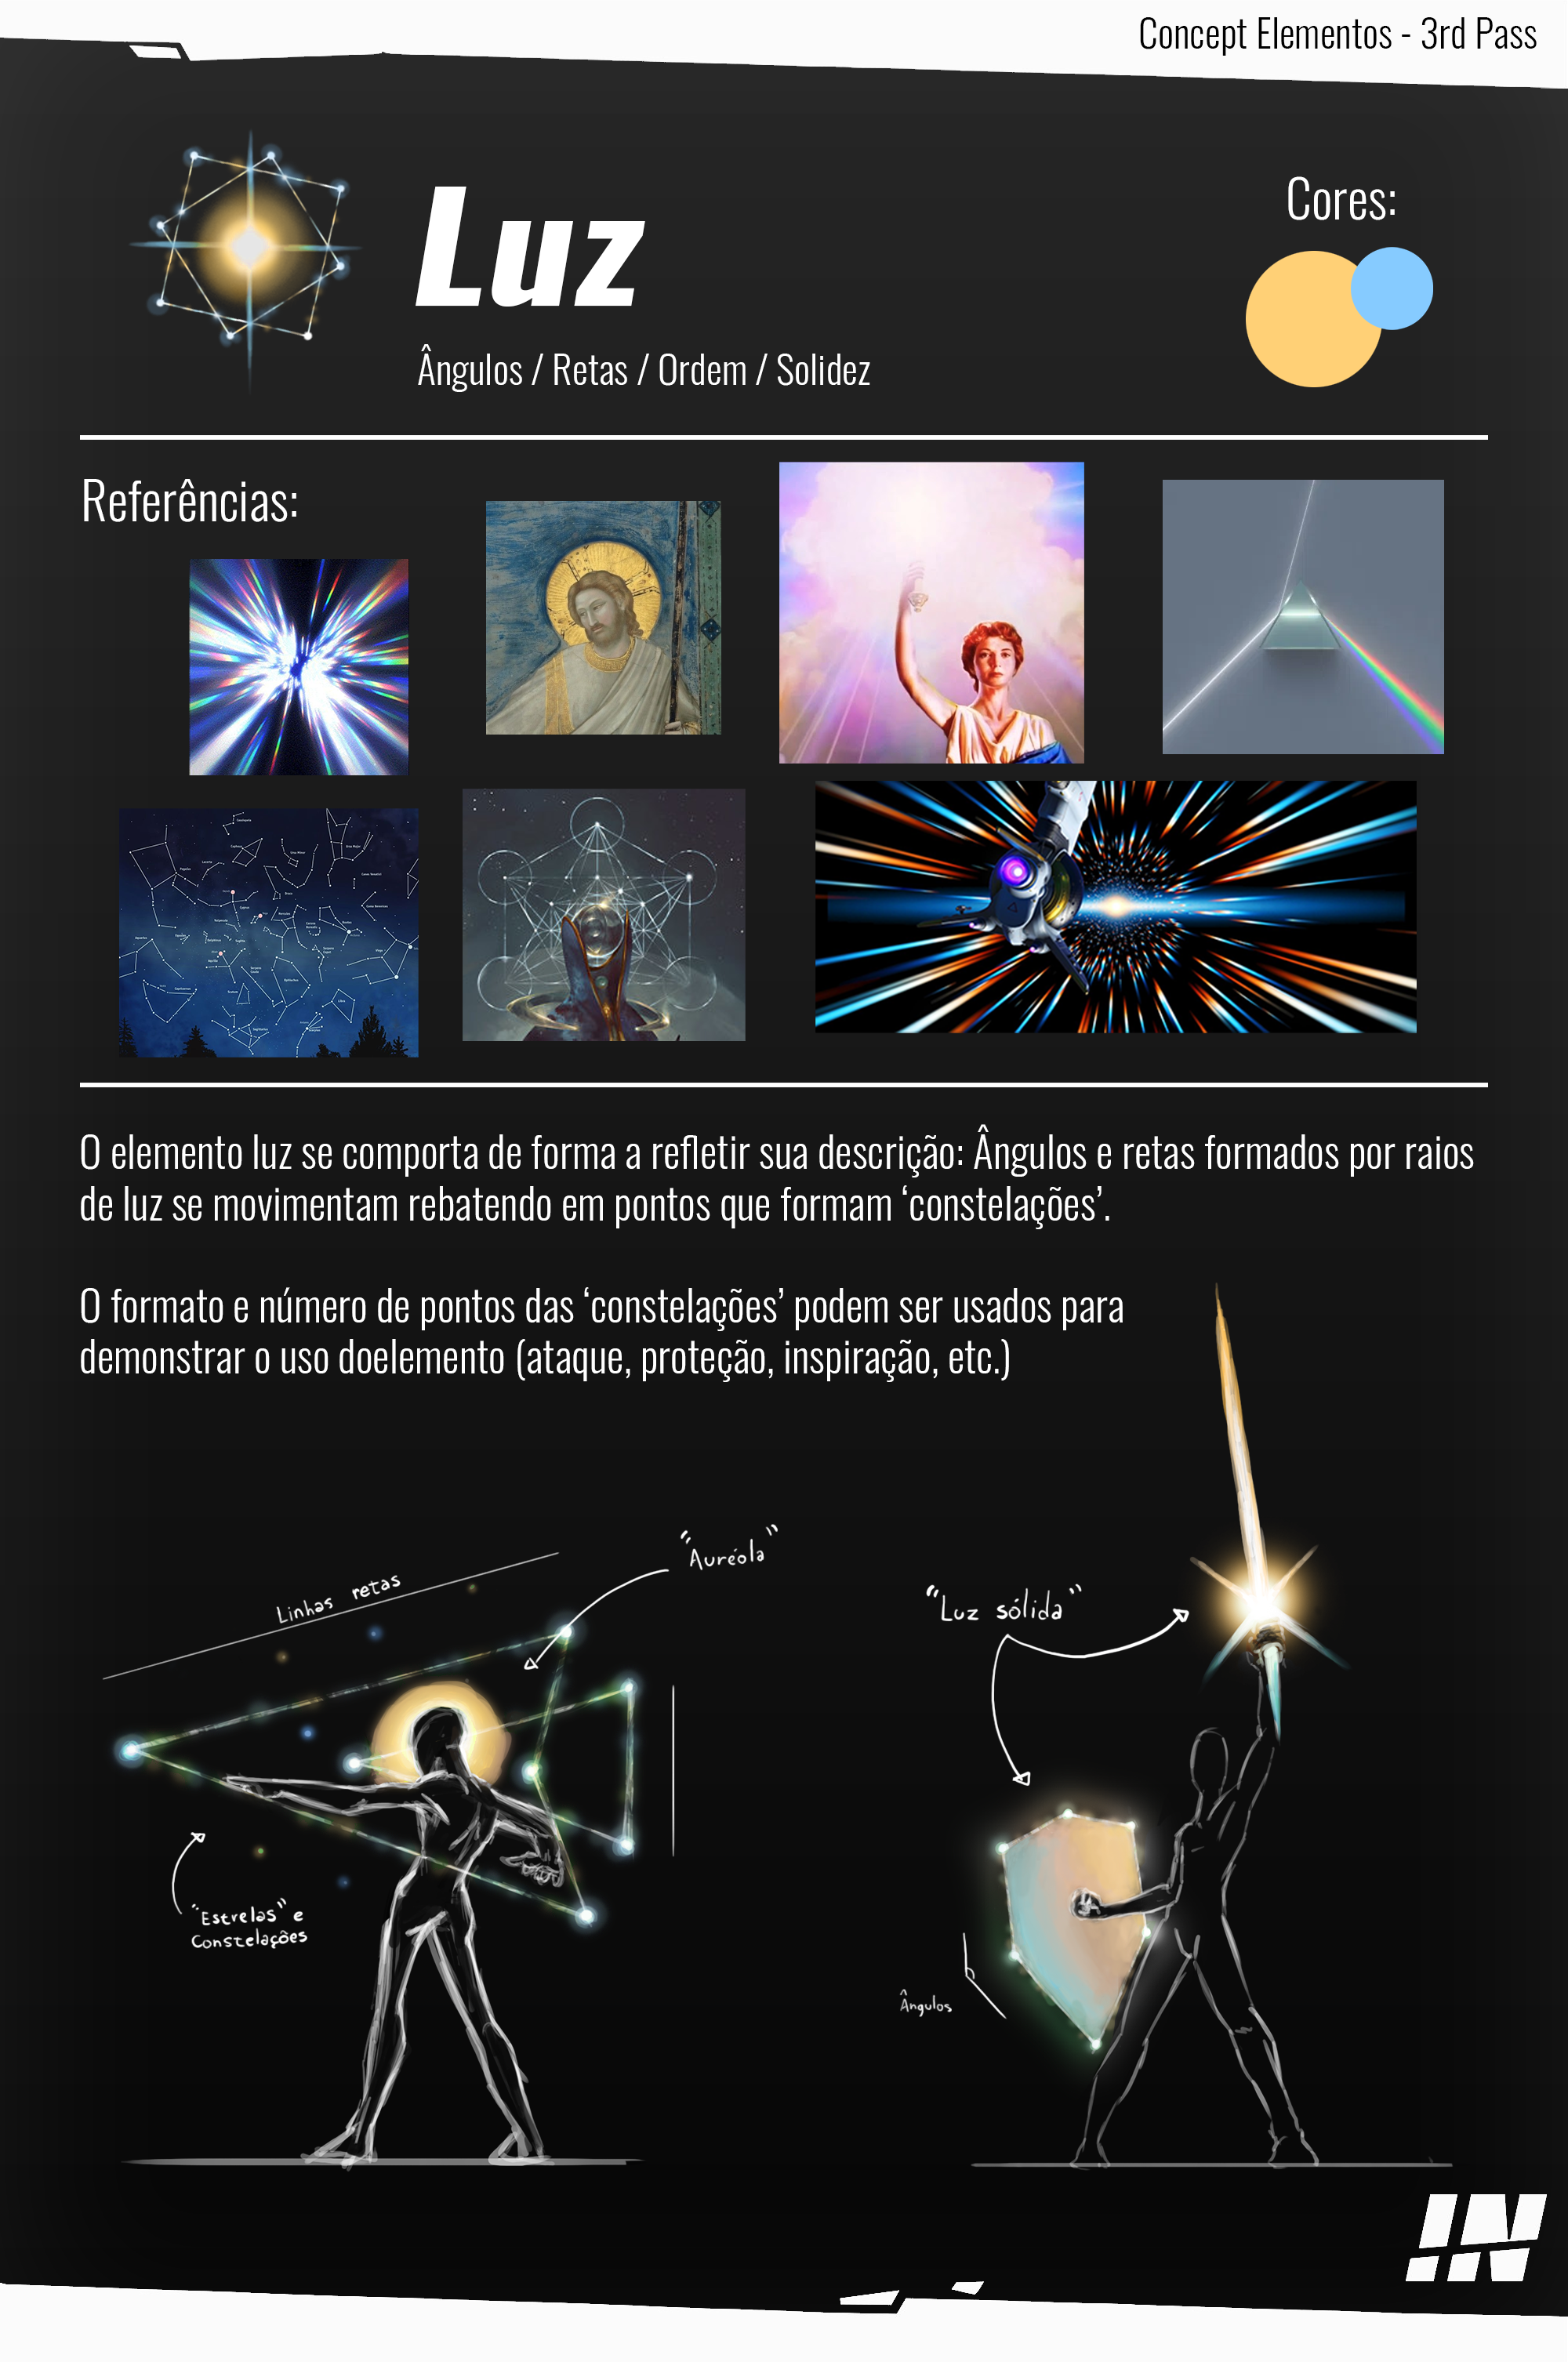 Concept Elementos - 3rd Pass
Luz
Cores:
Ângulos / Retas / Ordem / Solidez
Referências:
O elemento luz se comporta de forma a refletir sua descrição: Ângulos e retas formados por raios
de luz se movimentam rebatendo em pontos que formam ‘constelações’.
O formato e número de pontos das ‘constelações’ podem ser usados para
demonstrar o uso doelemento (ataque, proteção, inspiração, etc.)
"Auréola"
Linhas retas
"Luz sólida"
"Estrelas" e
Constelações
Ângulos
IN